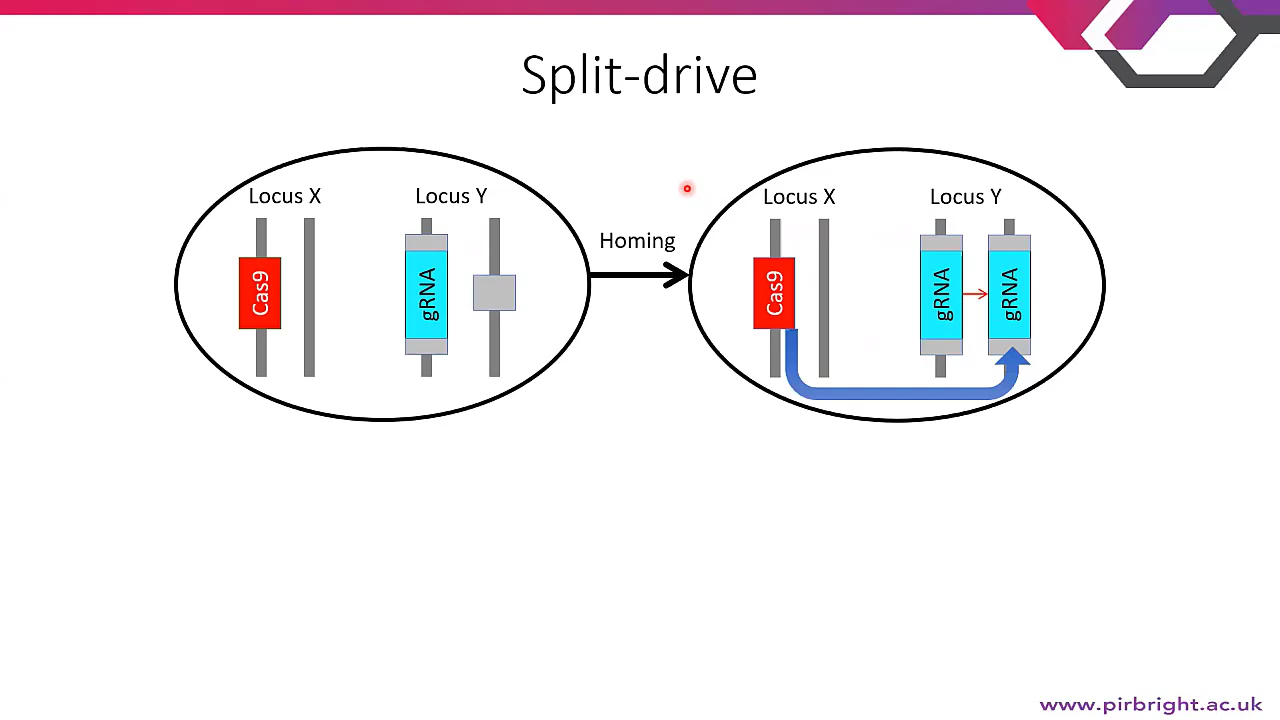 Split-drive
Locus X
Locus Y
Cas9
gRNA
Homing
Locus X
Locus Y
Cas9
gRNA
gRNA
www.pirbright.ac.uk